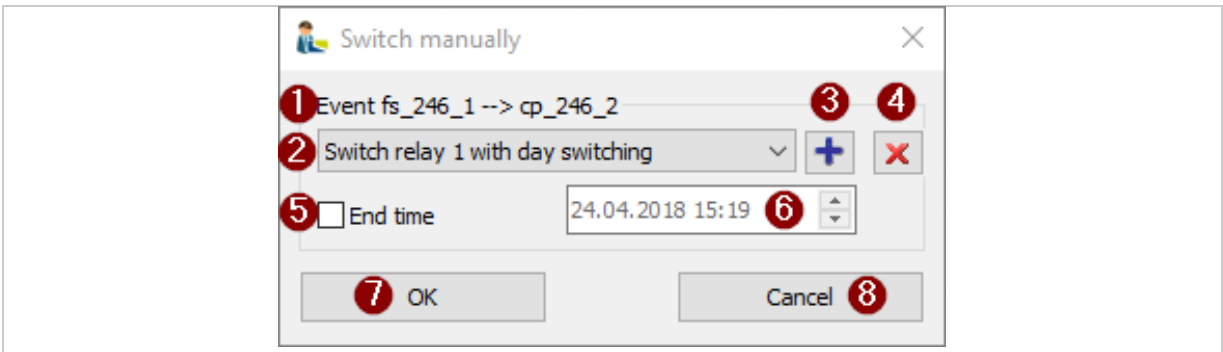 Switch manually
1 Event fs_246_1 --> cp_246_2 3 4
2 Switch relay 1 with day switching
5 End time 24.04.2018 15:19 6
7 OK Cancel 8